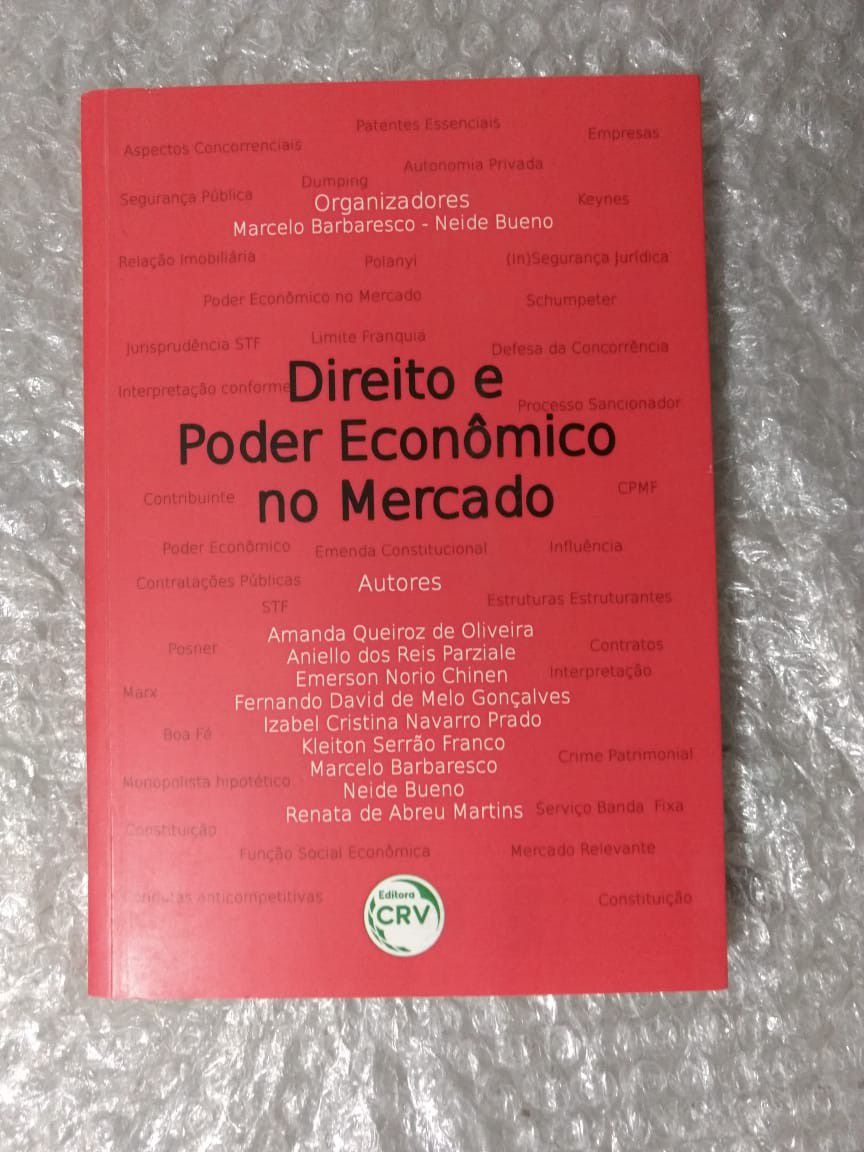 Patentes Essenciais
Empresas
Aspectos Concorrenciais
Autonomia Privada
Dumping
Segurança Pública
Organizadores
Keynes
Marcelo Barbaresco - Neide Bueno
Relação Imobiliária
Polanyi
(In)Segurança Jurídica
Poder Econômico no Mercado
Schumpeter
Limite Franquia
Jurisprudência STF
Defesa da Concorrência
Interpretação conforme
Direito e
Processo Sancionador
Poder Econômico
no Mercado
Contribuinte
CPMF
Poder Econômico
Emenda Constitucional
Influência
Contratações Públicas
Autores
STF
Estruturas Estruturantes
Amanda Queiroz de Oliveira
Posner
Contratos
Aniello dos Reis Parziale
Emerson Norio Chinen
Interpretação
Marx
Fernando David de Melo Gonçalves
Izabel Cristina Navarro Prado
Boa Fé
Kleiton Serrão Franco
Crime Patrimonial
Marcelo Barbaresco
Monopolista hipotético
Neide Bueno
Renata de Abreu Martins
Serviço Banda Fixa
Constituição
Função Social Econômica
Mercado Relevante
Condutas anticompetitivas
Constituição
Editora
CRV